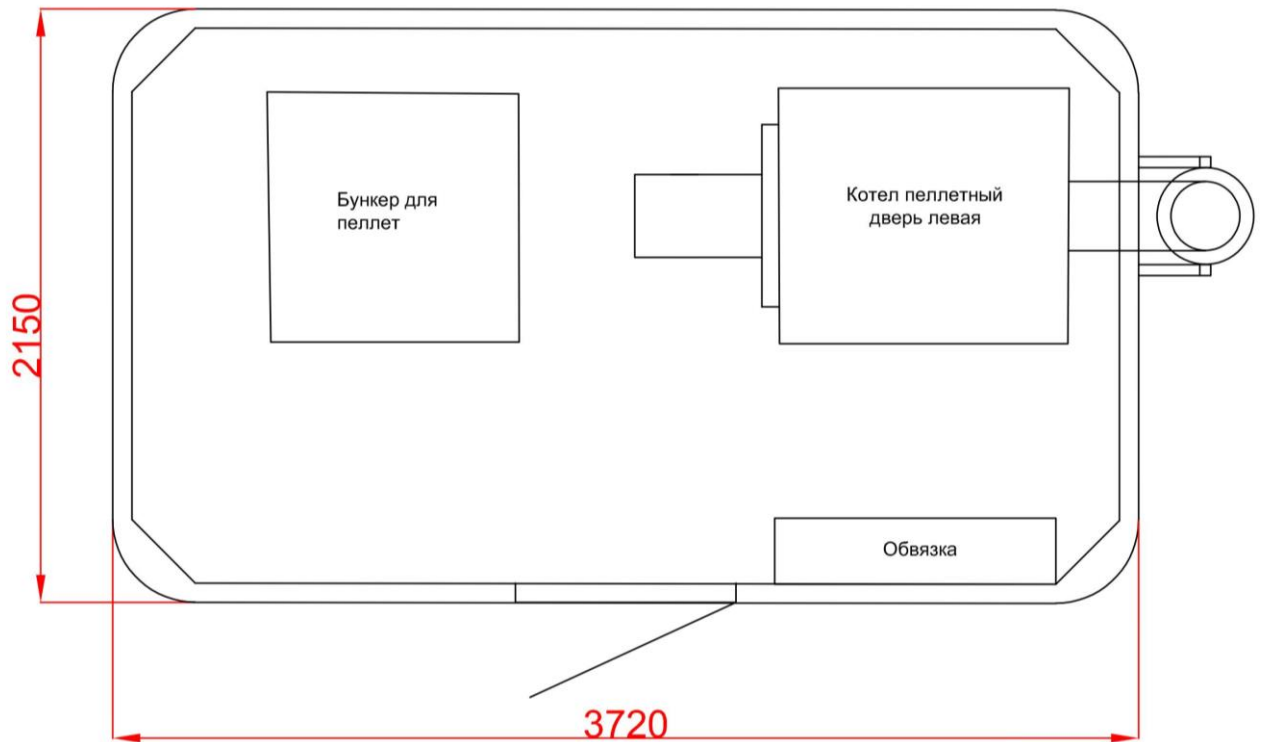 Бункер для
пеллет
Котел пеллетный
дверь левая
2150
Обвязка
3720